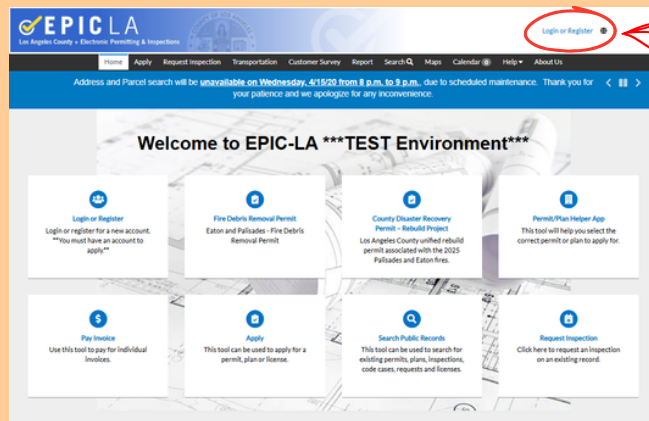 EPICLA
Los Angeles County • Electronic Permitting & Inspections
Login or Register
Home Apply Request Inspection Transportation Customer Survey Report Search Maps Calendar 0 Help About Us
Address and Parcel search will be unavailable on Wednesday, 4/15/20 from 8 p.m. to 9 p.m., due to scheduled maintenance. Thank you for
your patience and we apologize for any inconvenience.
Welcome to EPIC-LA ***TEST Environment***
Login or Register
Login or register for a new account.
**You must have an account to
apply.**
Fire Debris Removal Permit
Eaton and Palisades - Fire Debris
Removal Permit
County Disaster Recovery
Permit – Rebuild Project
Los Angeles County unified rebuild
permit associated with the 2025
Palisades and Eaton fires.
Permit/Plan Helper App
This tool will help you select the
correct permit or plan to apply for.
Pay Invoice
Use this tool to pay for individual
invoices.
Apply
This tool can be used to apply for a
permit, plan or license.
Search Public Records
This tool can be used to search for
existing permits, plans, inspections,
code cases, requests and licenses.
Request Inspection
Click here to request an inspection
on an existing record.